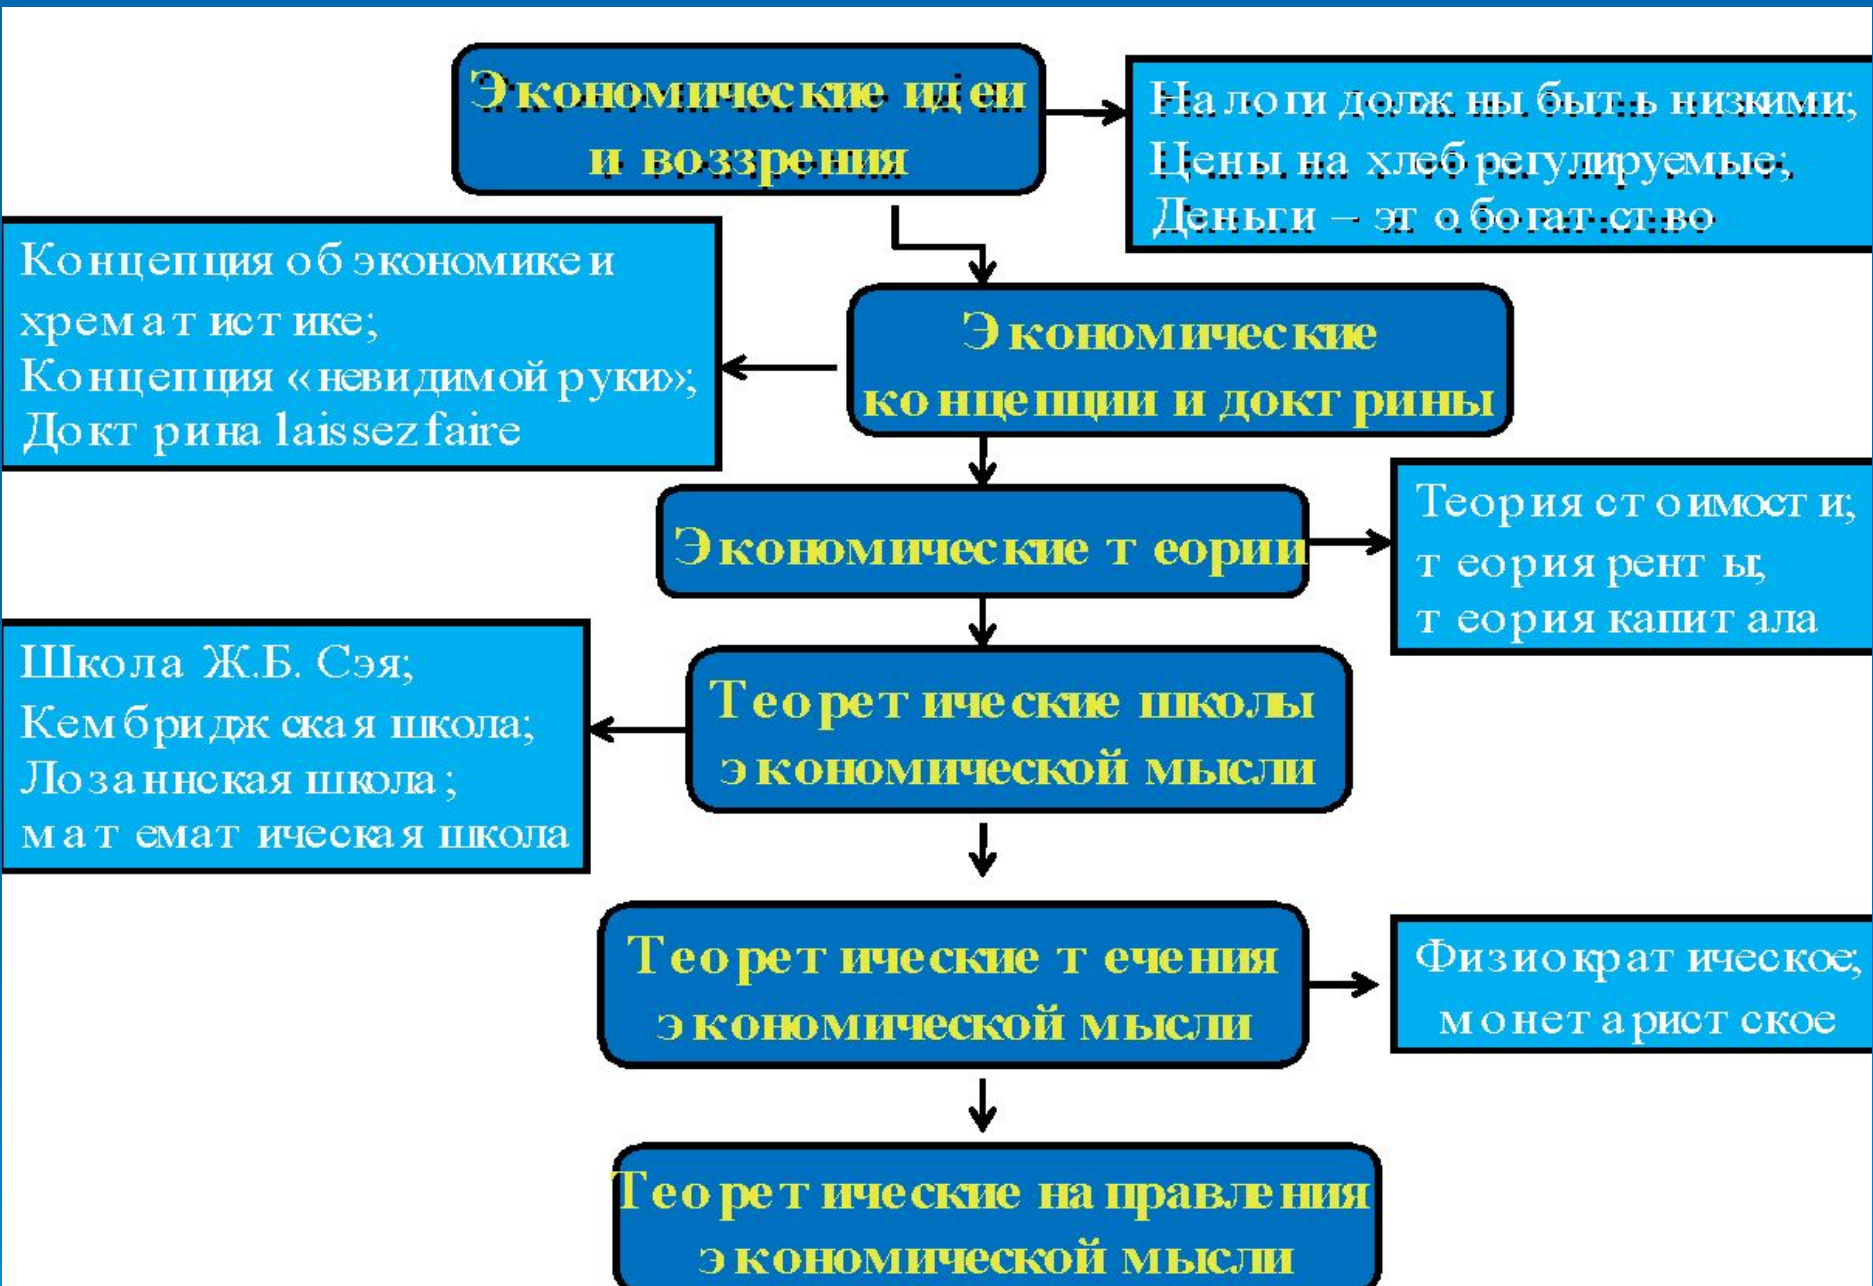 Экономические идеи
и воззрения
Налоги должны быть низкими;
Цены на хлеб регулируемые;
Деньги – это богатство
Концепция об экономике и
хрематистике;
Концепция «невидимой руки»;
Доктрина laissez faire
Экономические
концепции и доктрины
Экономические теории
Теория стоимости;
теория ренты;
теория капитала
Школа Ж.Б. Сэя;
Кембриджская школа;
Лозаннская школа;
математическая школа
Теоретические школы
экономической мысли
Теоретические течения
экономической мысли
Физиократическое;
монетаристское
Теоретические направления
экономической мысли